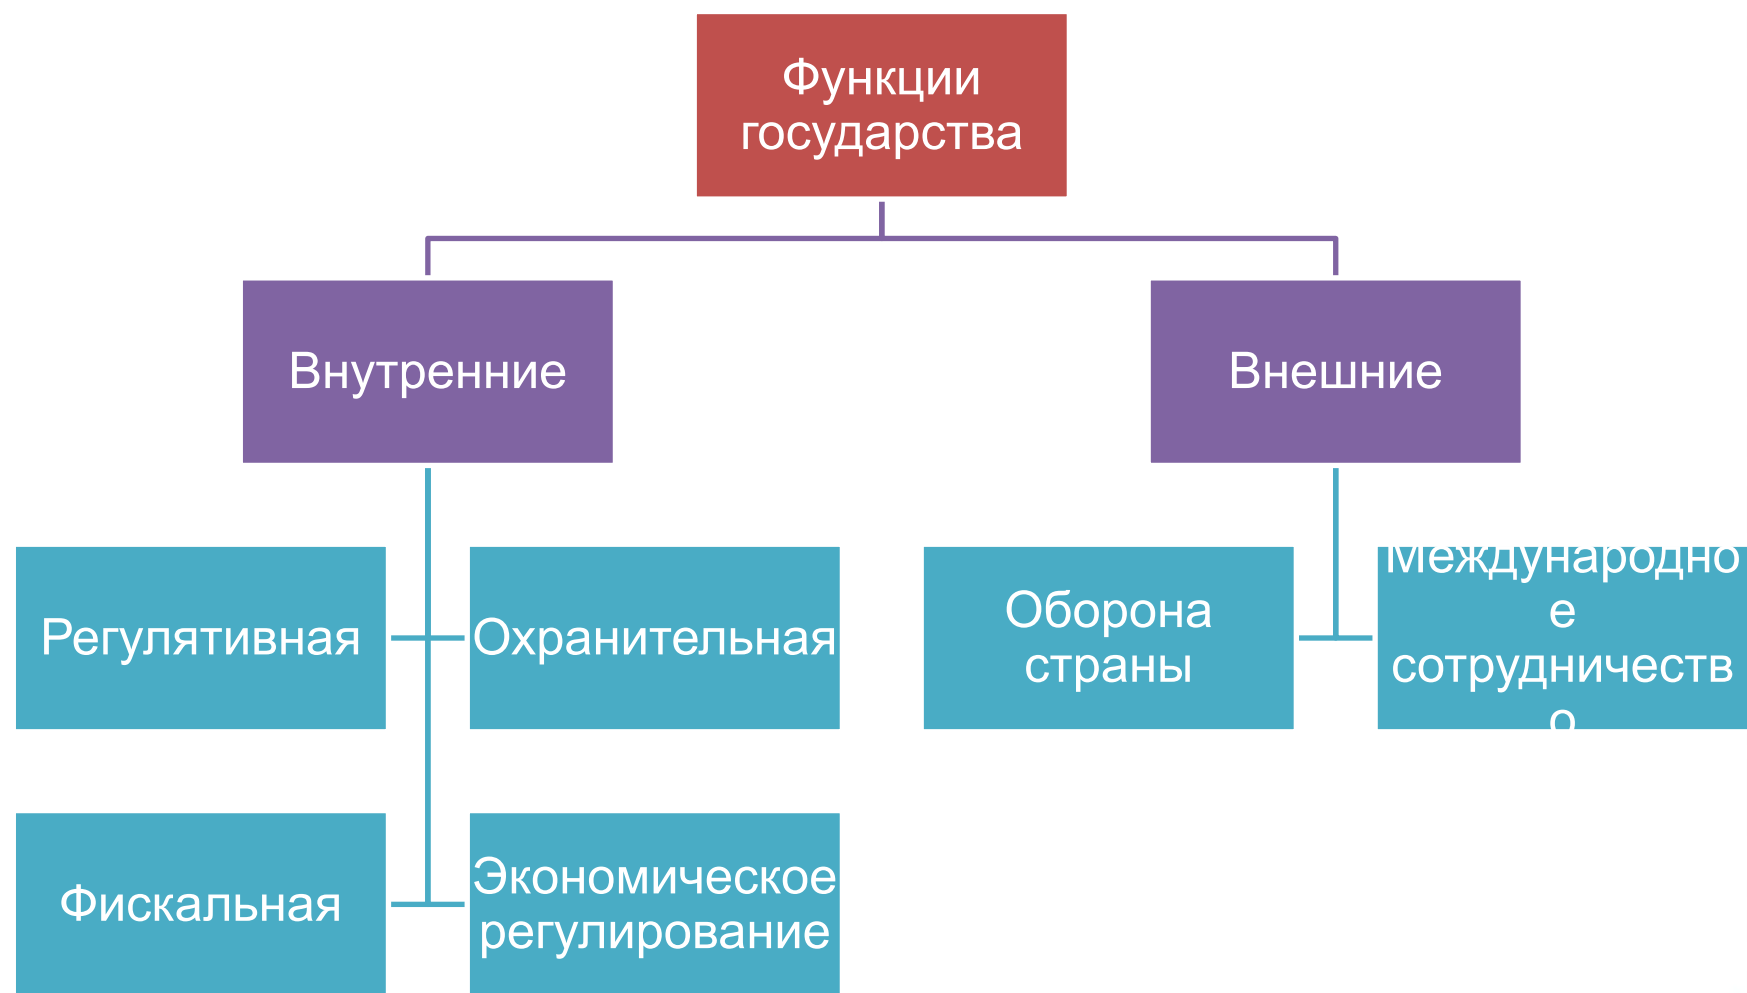 Функции
государства
Внутренние
Внешние
Регулятивная
Охранительная
Оборона
страны
Международно
е
сотрудничеств
о
Фискальная
Экономическое
регулирование